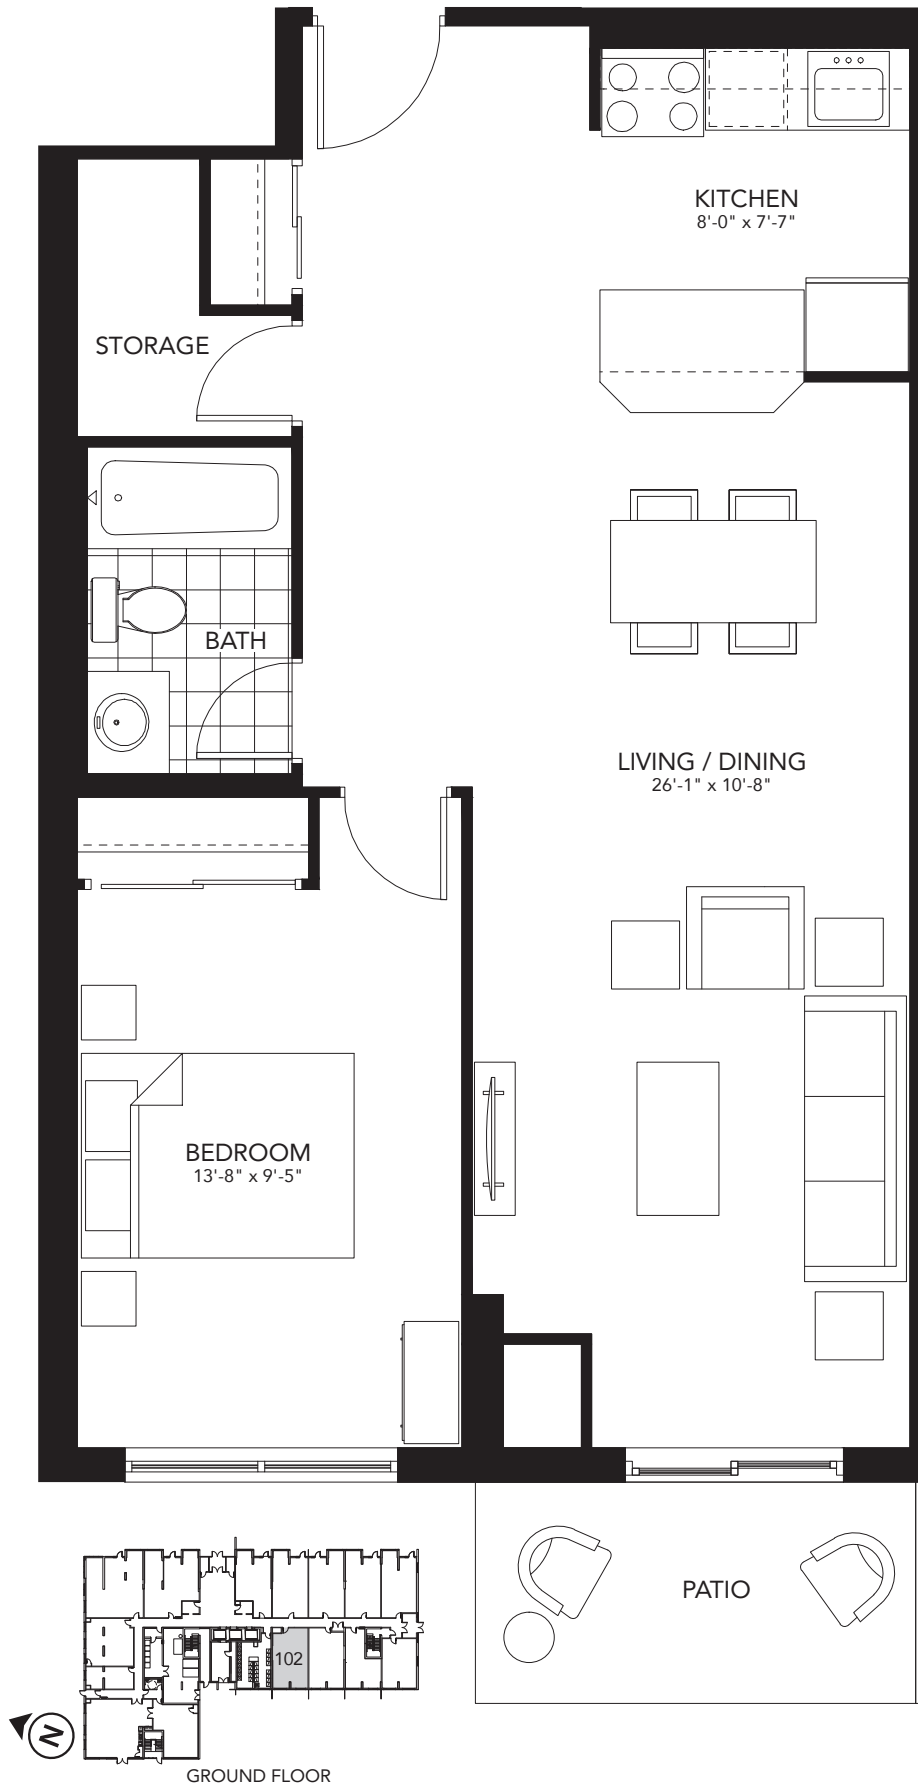 KITCHEN
8'-0" x 7'-7"
STORAGE
BATH
LIVING / DINING
26'-1" x 10'-8"
BEDROOM
13'-8" x 9'-5"
PATIO
102
N
GROUND FLOOR